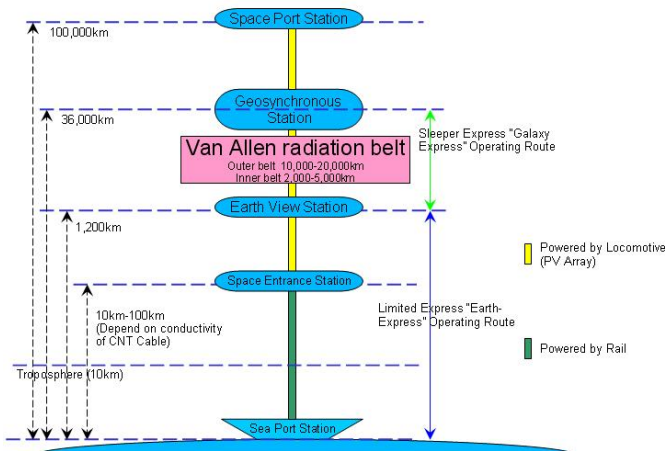 Space Port Station
100,000km
Geosynchronous
Station
36,000km
Sleeper Express "Galaxy
Express" Operating Route
Van Allen radiation belt
Outer belt  10,000-20,000km
Inner belt 2,000-5,000km
Earth View Station
1,200km
Powered by Locomotive
(PV Array)
Space Entrance Station
10km-100km
(Depend on conductivity
of CNT Cable)
Limited Express "Earth-
Express" Operating Route
Powered by Rail
Troposphere (10km)
Sea Port Station